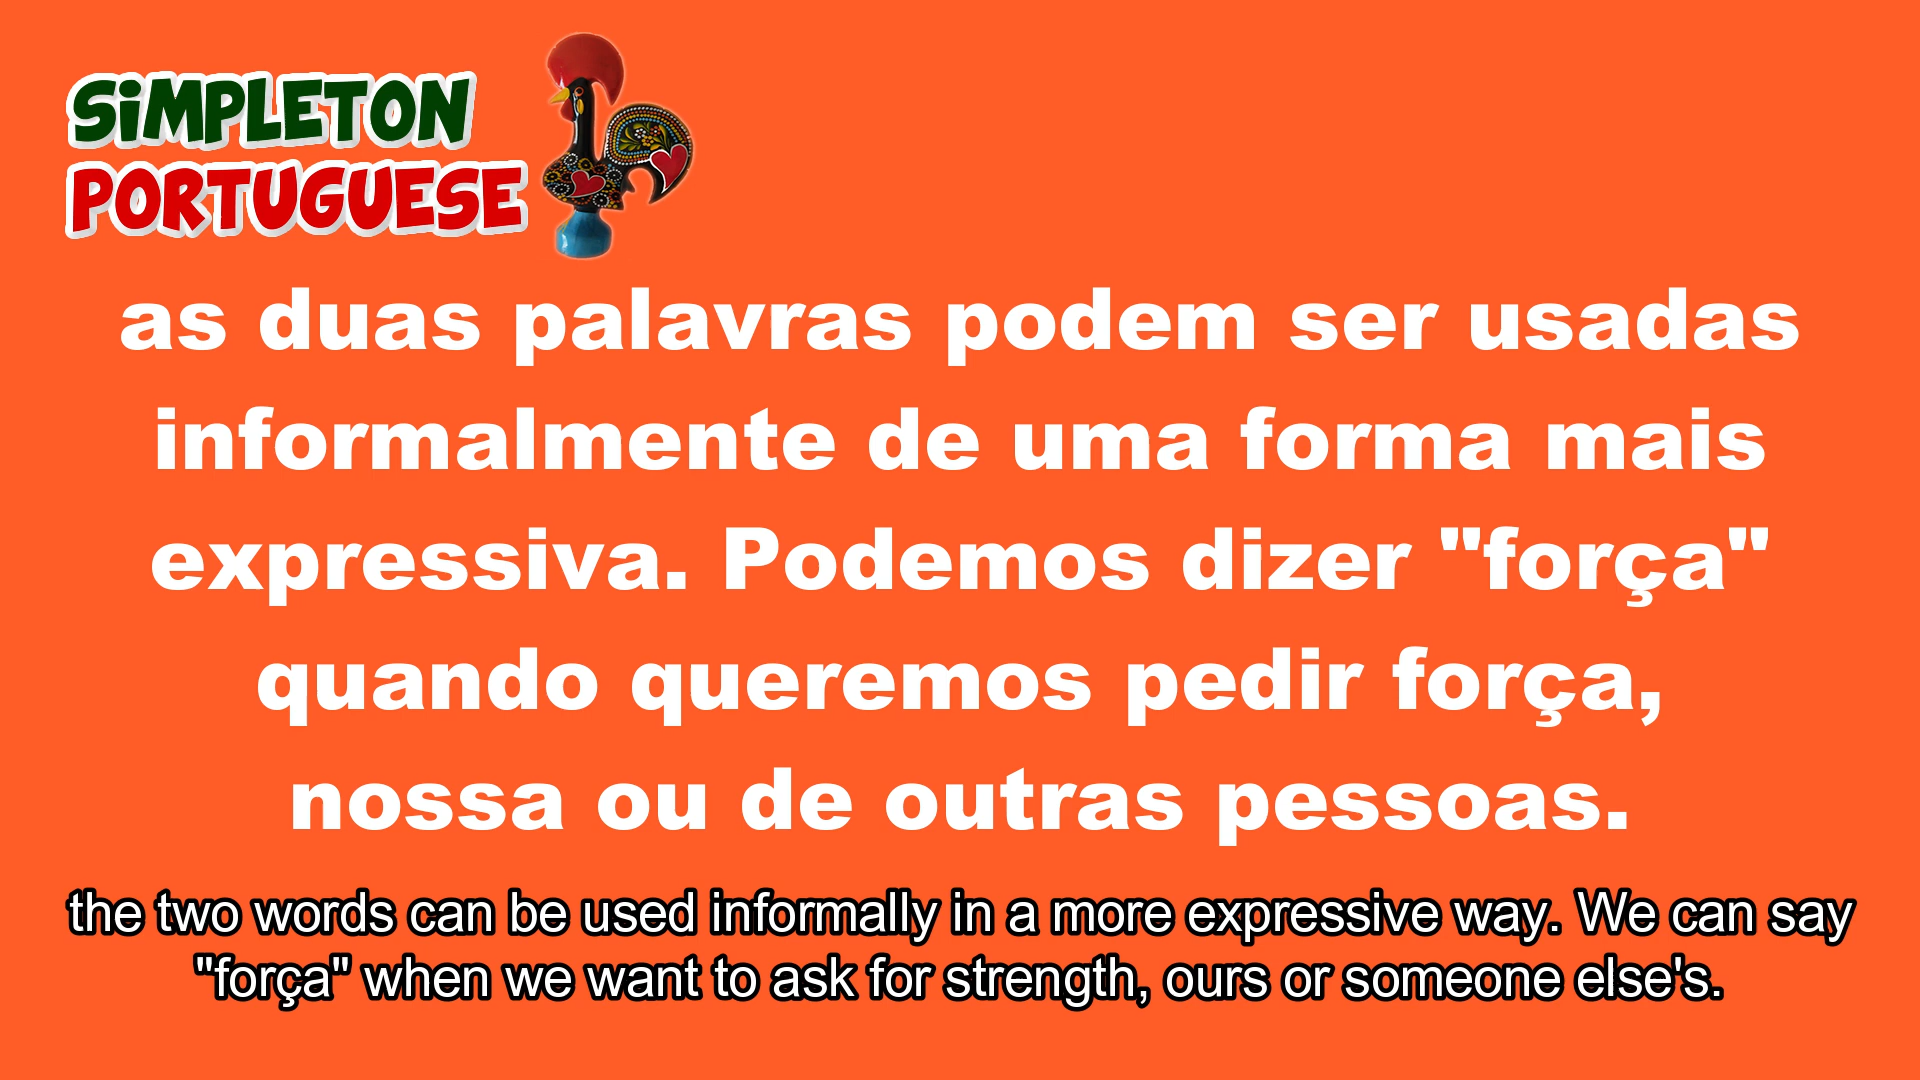 SiMPLETON
PORTUGUESE
as duas palavras podem ser usadas
informalmente de uma forma mais
expressiva. Podemos dizer "força"
quando queremos pedir força,
nossa ou de outras pessoas.
the two words can be used informally in a more expressive way. We can say
"força" when we want to ask for strength, ours or someone else's.